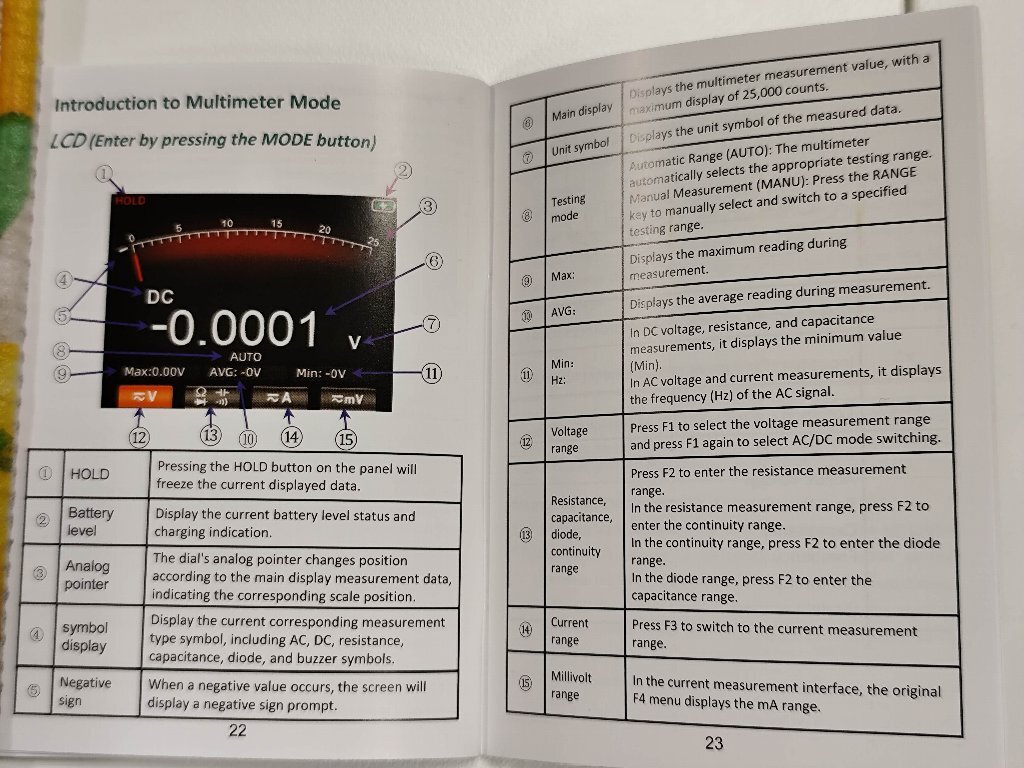 Introduction to Multimeter Mode
LCD (Enter by pressing the MODE button)
① ②
HOLD
③
0 5 10 15 20 25
⑥
④ DC
⑤ -0.0001 V ⑦
⑧ AUTO
⑨ Max:0.00V AVG: -0V Min: -0V ⑪
V Ω A mV
⑫ ⑬ ⑩ ⑭ ⑮
① HOLD Pressing the HOLD button on the panel will
freeze the current displayed data.
② Battery level Display the current battery level status and
charging indication.
③ Analog pointer The dial's analog pointer changes position
according to the main display measurement data,
indicating the corresponding scale position.
④ symbol display Display the current corresponding measurement
type symbol, including AC, DC, resistance,
capacitance, diode, and buzzer symbols.
⑤ Negative sign When a negative value occurs, the screen will
display a negative sign prompt.
22
⑥ Main display Displays the multimeter measurement value, with a
maximum display of 25,000 counts.
⑦ Unit symbol Displays the unit symbol of the measured data.
⑧ Testing mode Automatic Range (AUTO): The multimeter
automatically selects the appropriate testing range.
Manual Measurement (MANU): Press the RANGE
key to manually select and switch to a specified
testing range.
⑨ Max: Displays the maximum reading during
measurement.
⑩ AVG: Displays the average reading during measurement.
⑪ Min: Hz: In DC voltage, resistance, and capacitance
measurements, it displays the minimum value
(Min).
In AC voltage and current measurements, it displays
the frequency (Hz) of the AC signal.
⑫ Voltage range Press F1 to select the voltage measurement range
and press F1 again to select AC/DC mode switching.
⑬ Resistance, capacitance, diode, continuity range Press F2 to enter the resistance measurement
range.
In the resistance measurement range, press F2 to
enter the continuity range.
In the continuity range, press F2 to enter the diode
range.
In the diode range, press F2 to enter the
capacitance range.
⑭ Current range Press F3 to switch to the current measurement
range.
⑮ Millivolt range In the current measurement interface, the original
F4 menu displays the mA range.
23